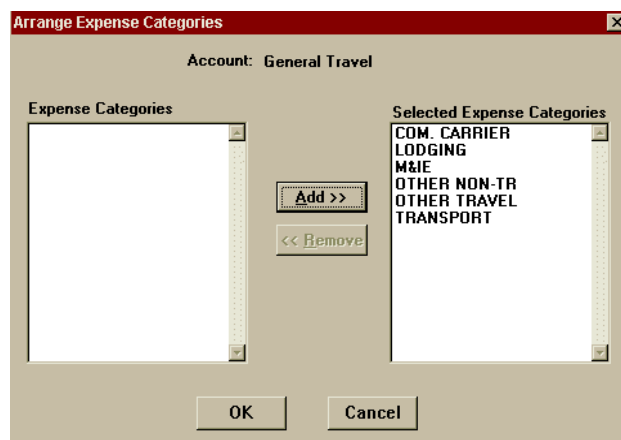 Arrange Expense Categories
Account: General Travel
Expense Categories
Selected Expense Categories
COM. CARRIER
LODGING
M&IE
OTHER NON-TR
OTHER TRAVEL
TRANSPORT
Add >>
<< Remove
OK
Cancel